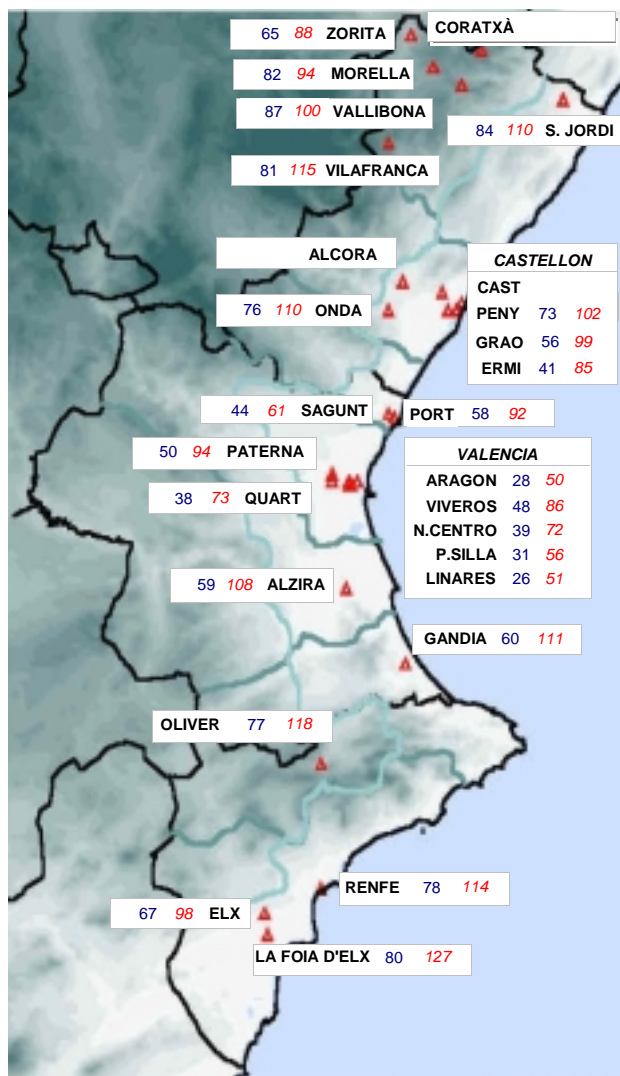 CORATXÀ
65 88 ZORITA
82 94 MORELLA
87 100 VALLIBONA
84 110 S. JORDI
81 115 VILAFRANCA
ALCORA
76 110 ONDA
CASTELLON
CAST
PENY 73 102
GRAO 56 99
ERMI 41 85
44 61 SAGUNT
PORT 58 92
50 94 PATERNA
38 73 QUART
VALENCIA
ARAGON 28 50
VIVEROS 48 86
N.CENTRO 39 72
P.SILLA 31 56
LINARES 26 51
59 108 ALZIRA
GANDIA 60 111
OLIVER 77 118
RENFE 78 114
67 98 ELX
LA FOIA D'ELX 80 127